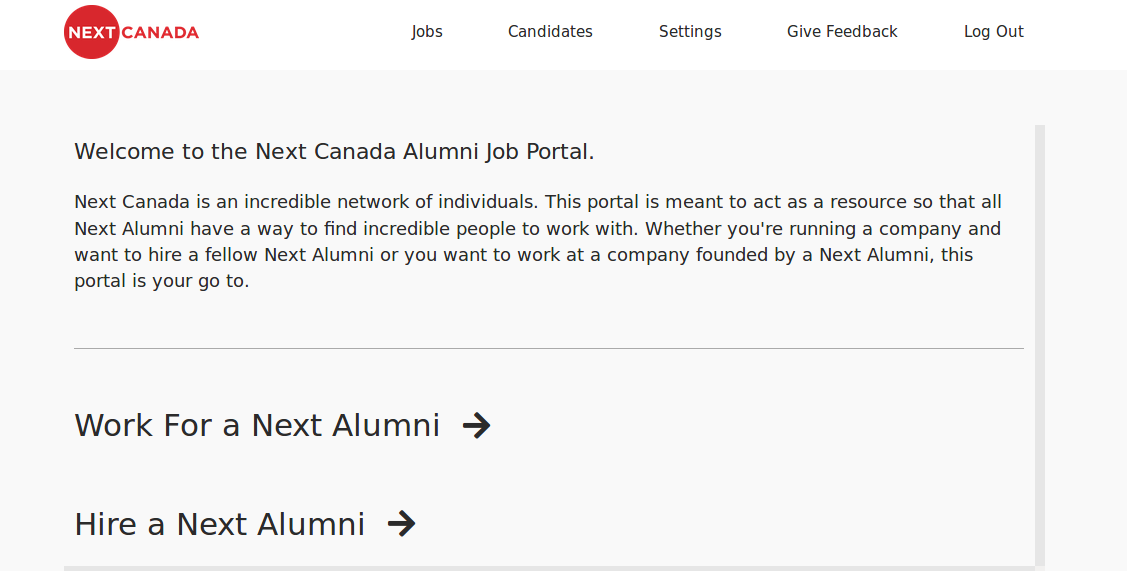 NEXT CANADA
Jobs
Candidates
Settings
Give Feedback
Log Out
Welcome to the Next Canada Alumni Job Portal.
Next Canada is an incredible network of individuals. This portal is meant to act as a resource so that all
Next Alumni have a way to find incredible people to work with. Whether you're running a company and
want to hire a fellow Next Alumni or you want to work at a company founded by a Next Alumni, this
portal is your go to.
Work For a Next Alumni
Hire a Next Alumni